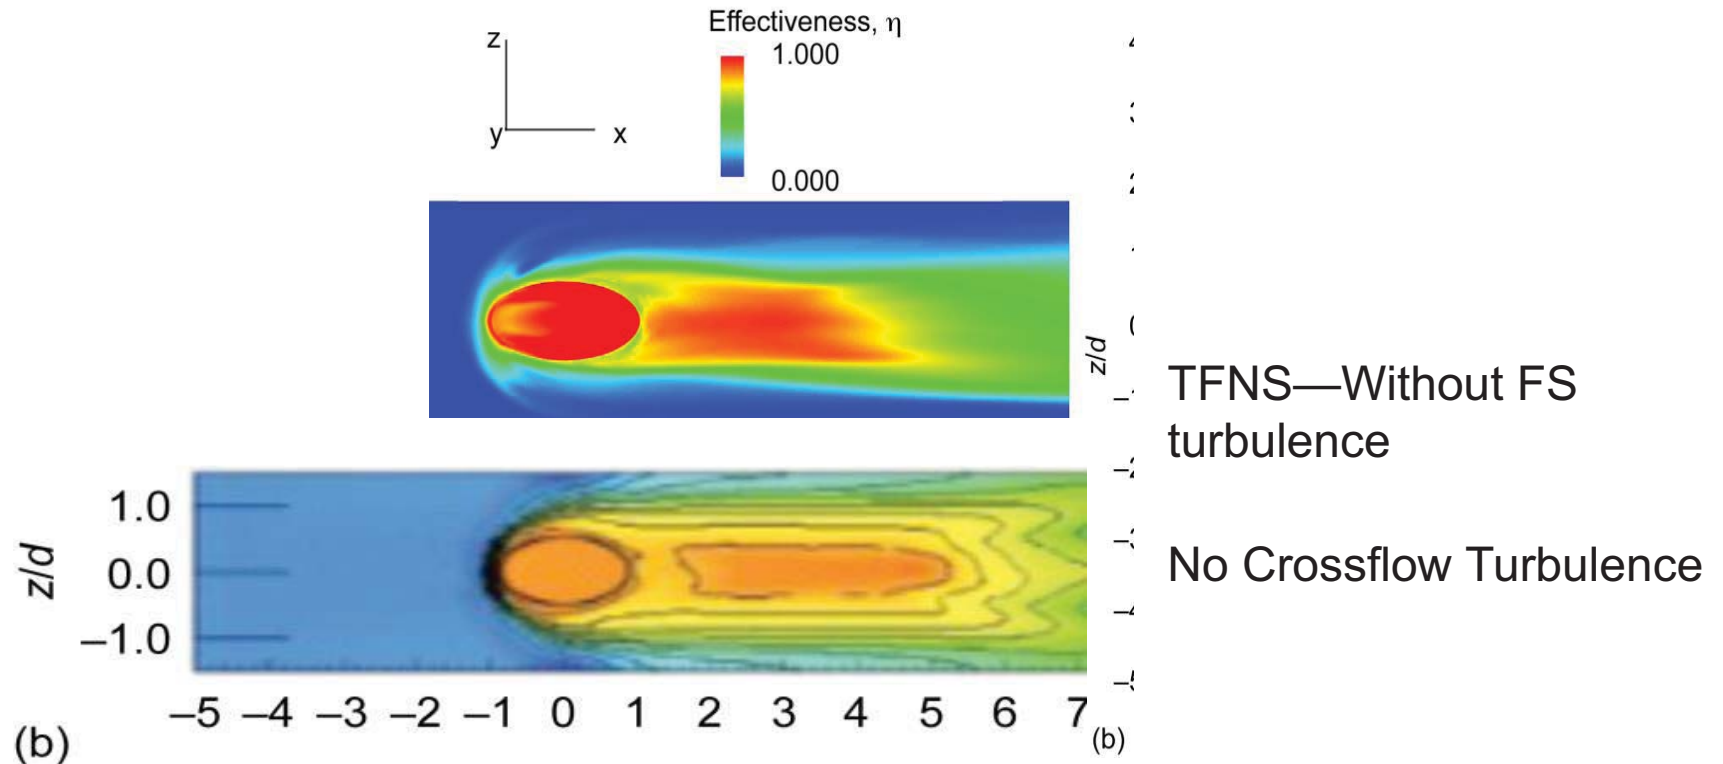 Effectiveness, η
z
1.000
y
x
0.000
z/d
TFNS—Without FS
turbulence
1.0
z/d
0.0
No Crossflow Turbulence
–1.0
–5 –4 –3 –2 –1 0 1 2 3 4 5 6 7
(b)
(b)